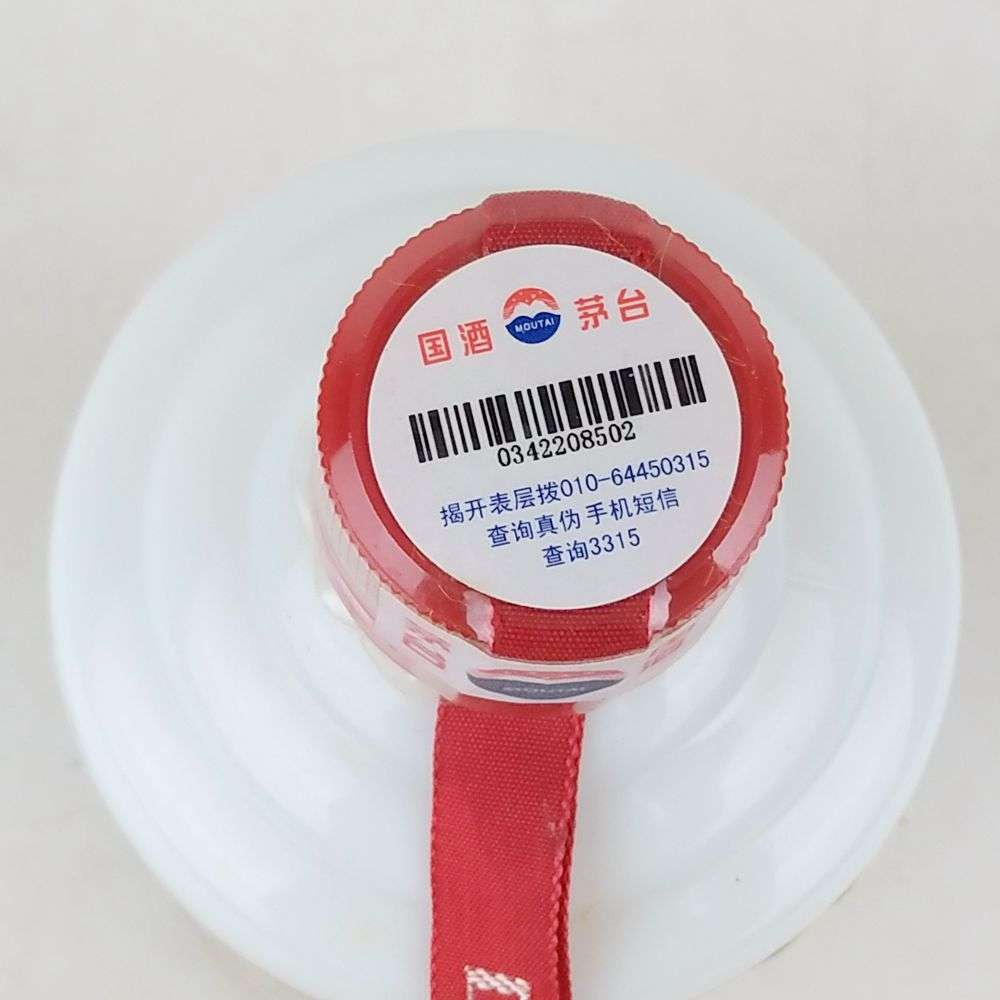 国酒 MOUTAI 茅台
0342208502
揭开表层拨010-64450315
查询真伪 手机短信
查询3315
MOUTAI